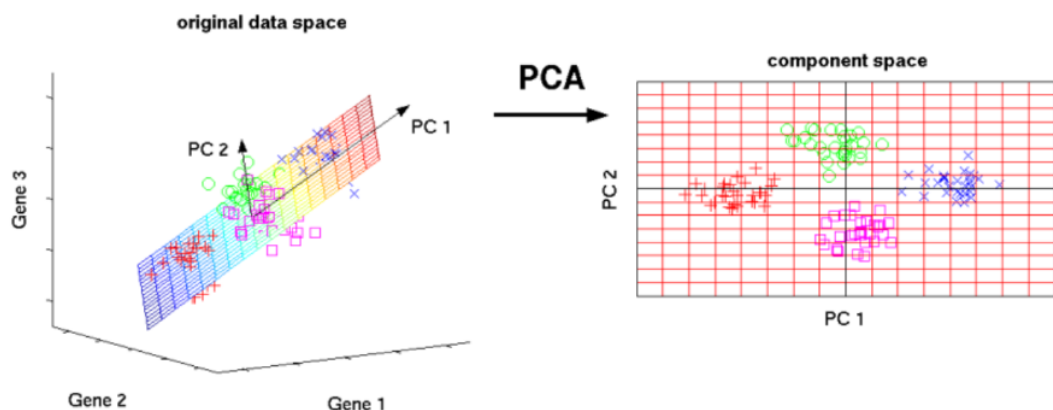 original data space
PC 1
PC 2
Gene 3
Gene 2
Gene 1
PCA
component space
PC 2
PC 1